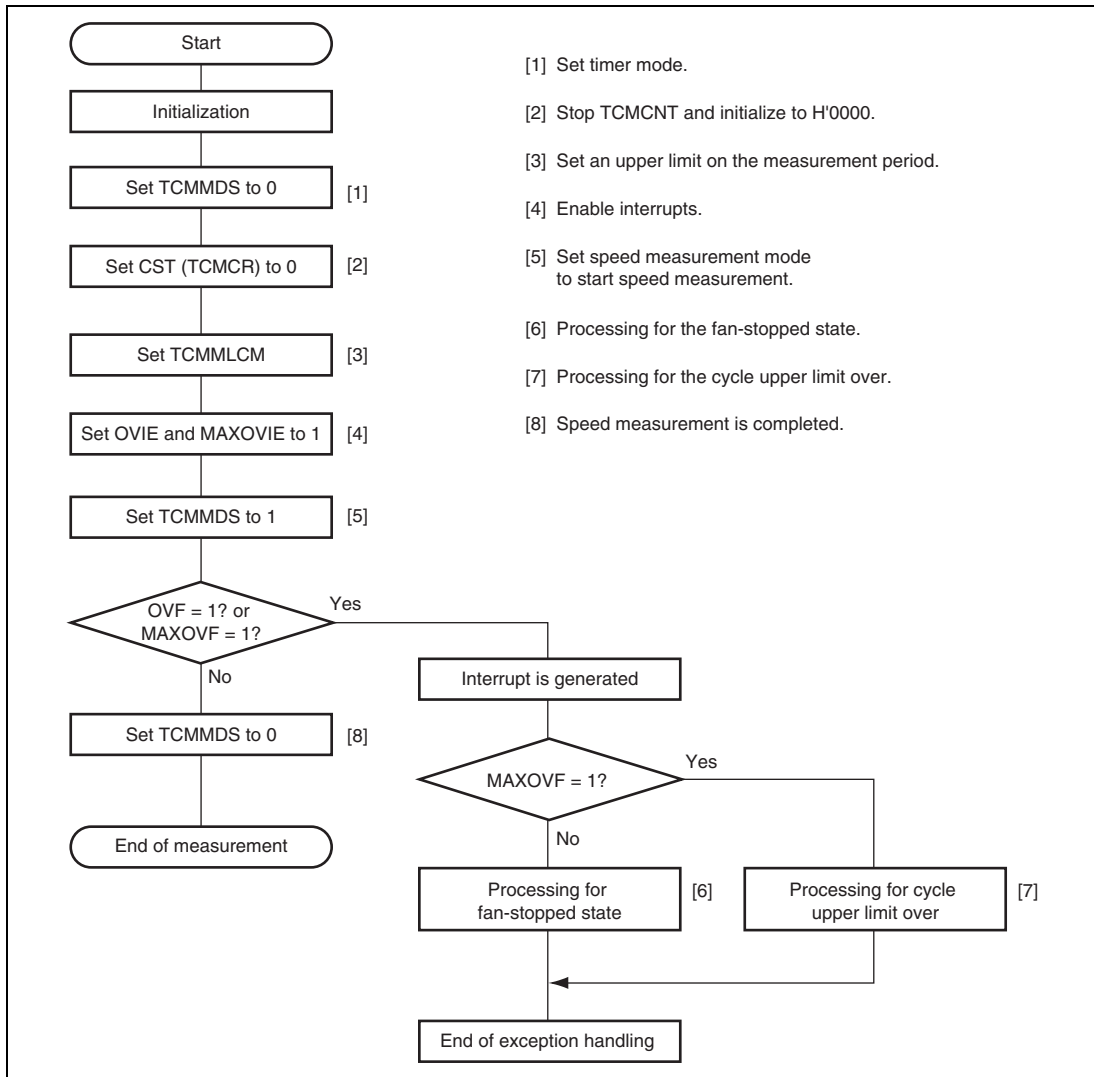 Start
Initialization
Set TCMMDS to 0 [1]
Set CST (TCMCR) to 0 [2]
Set TCMMLCM [3]
Set OVIE and MAXOVIE to 1 [4]
Set TCMMDS to 1 [5]
OVF = 1? or
MAXOVF = 1?
Yes
No
Set TCMMDS to 0 [8]
End of measurement
Interrupt is generated
MAXOVF = 1?
Yes
No
Processing for
fan-stopped state
[6]
Processing for cycle
upper limit over
[7]
End of exception handling
[1] Set timer mode.
[2] Stop TCMCNT and initialize to H'0000.
[3] Set an upper limit on the measurement period.
[4] Enable interrupts.
[5] Set speed measurement mode
to start speed measurement.
[6] Processing for the fan-stopped state.
[7] Processing for the cycle upper limit over.
[8] Speed measurement is completed.